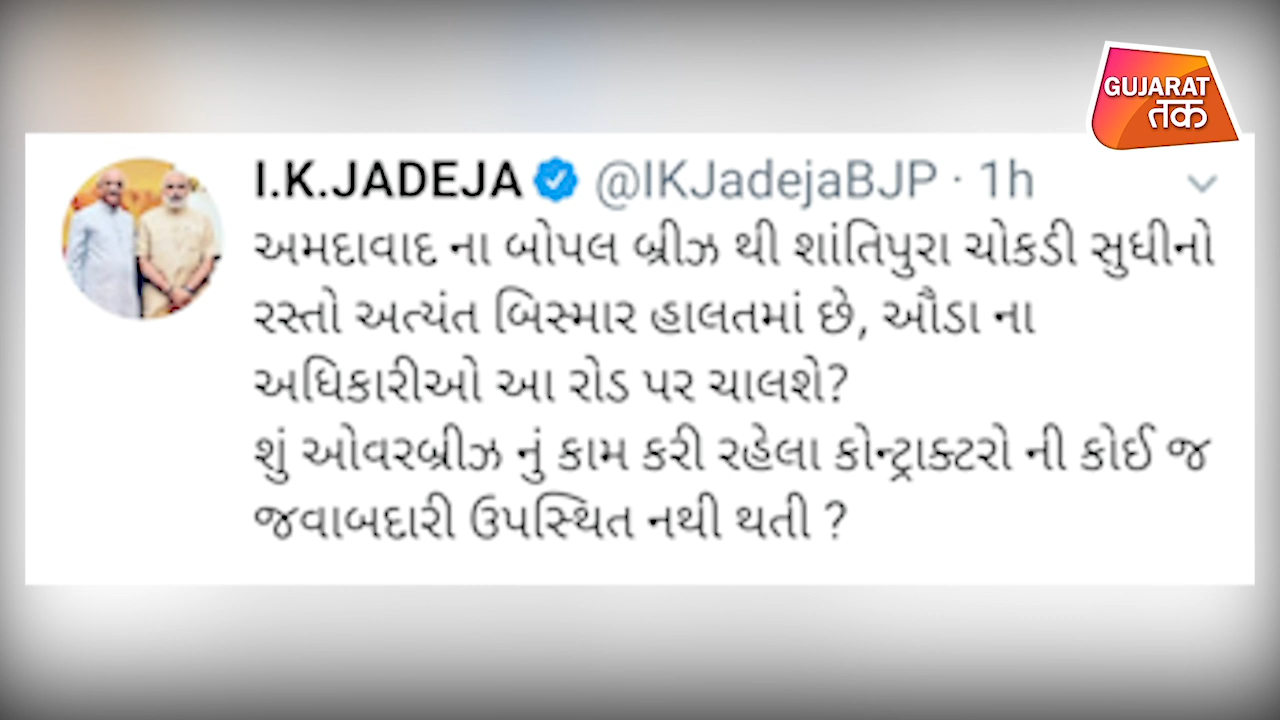 GUJARAT
तक
I.K.JADEJA @IKJadejaBJP · 1h
અમદાવાદ ના બોપલ બ્રીઝ થી શાંતિપુરા ચોકડી સુધીનો
રસ્તો અત્યંત બિસ્માર હાલતમાં છે, ઔડા ના
અધિકારીઓ આ રોડ પર ચાલશે?
શું ઓવરબ્રીઝ નું કામ કરી રહેલા કોન્ટ્રાક્ટરો ની કોઈ જ
જવાબદારી ઉપસ્થિત નથી થતી ?